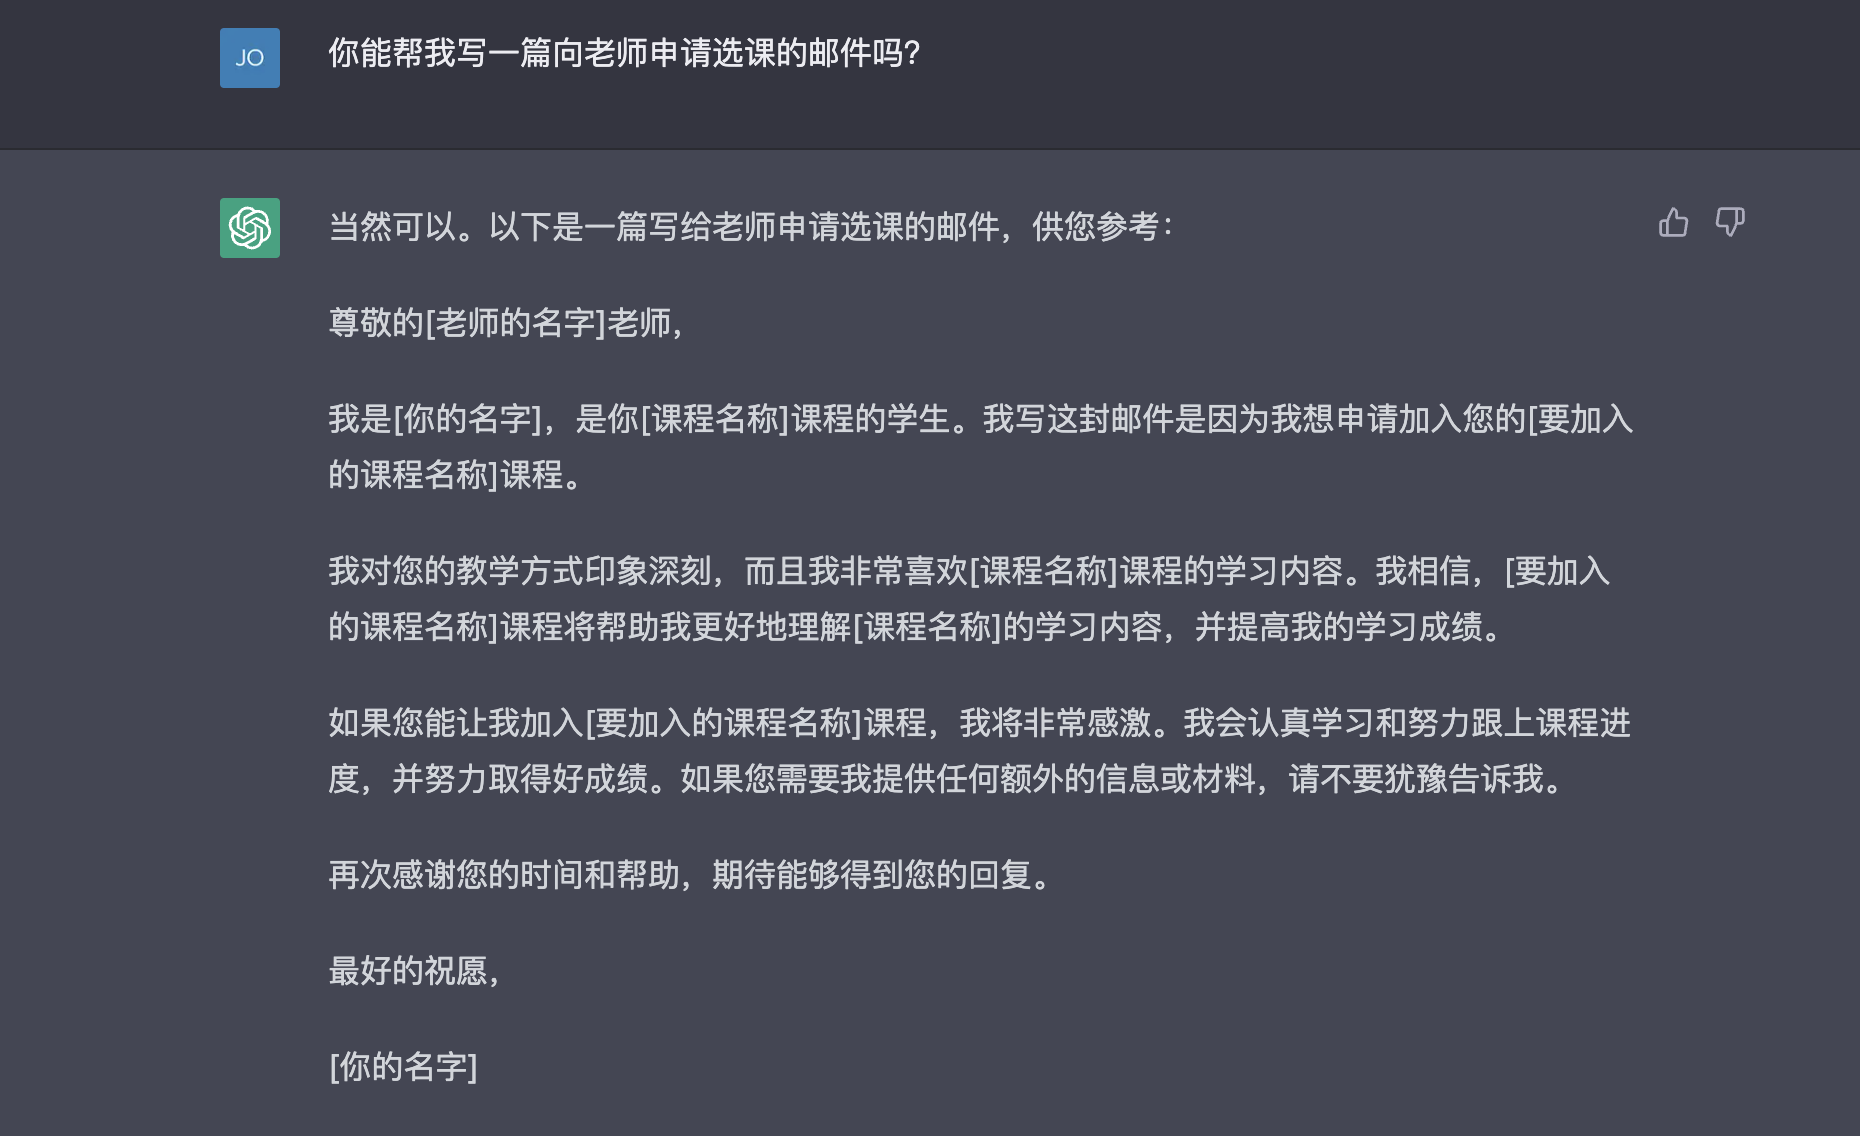 JO
你能帮我写一篇向老师申请选课的邮件吗?
当然可以。以下是一篇写给老师申请选课的邮件，供您参考：
尊敬的[老师的名字]老师，
我是[你的名字]，是你[课程名称]课程的学生。我写这封邮件是因为我想申请加入您的[要加入
的课程名称]课程。
我对您的教学方式印象深刻，而且我非常喜欢[课程名称]课程的学习内容。我相信，[要加入
的课程名称]课程将帮助我更好地理解[课程名称]的学习内容，并提高我的学习成绩。
如果您能让我加入[要加入的课程名称]课程，我将非常感激。我会认真学习和努力跟上课程进
度，并努力取得好成绩。如果您需要我提供任何额外的信息或材料，请不要犹豫告诉我。
再次感谢您的时间和帮助，期待能够得到您的回复。
最好的祝愿，
[你的名字]